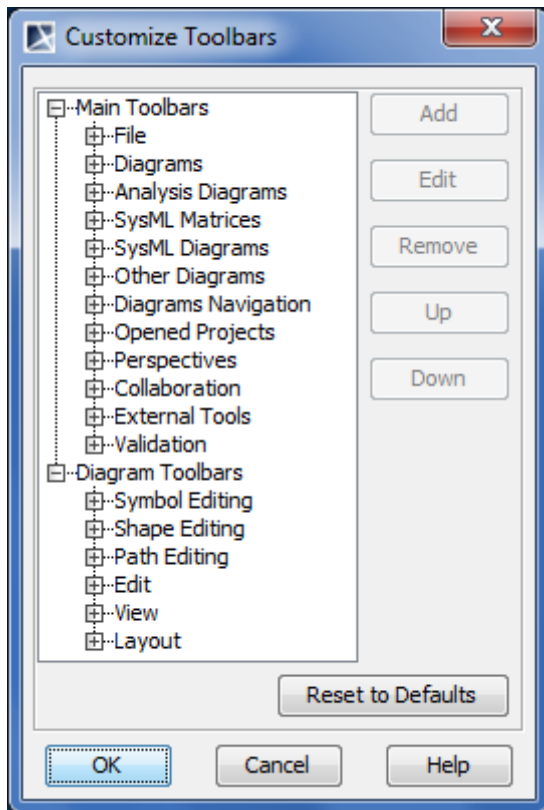 Customize Toolbars
Main Toolbars
File
Diagrams
Analysis Diagrams
SysML Matrices
SysML Diagrams
Other Diagrams
Diagrams Navigation
Opened Projects
Perspectives
Collaboration
External Tools
Validation
Diagram Toolbars
Symbol Editing
Shape Editing
Path Editing
Edit
View
Layout
Add
Edit
Remove
Up
Down
Reset to Defaults
OK
Cancel
Help